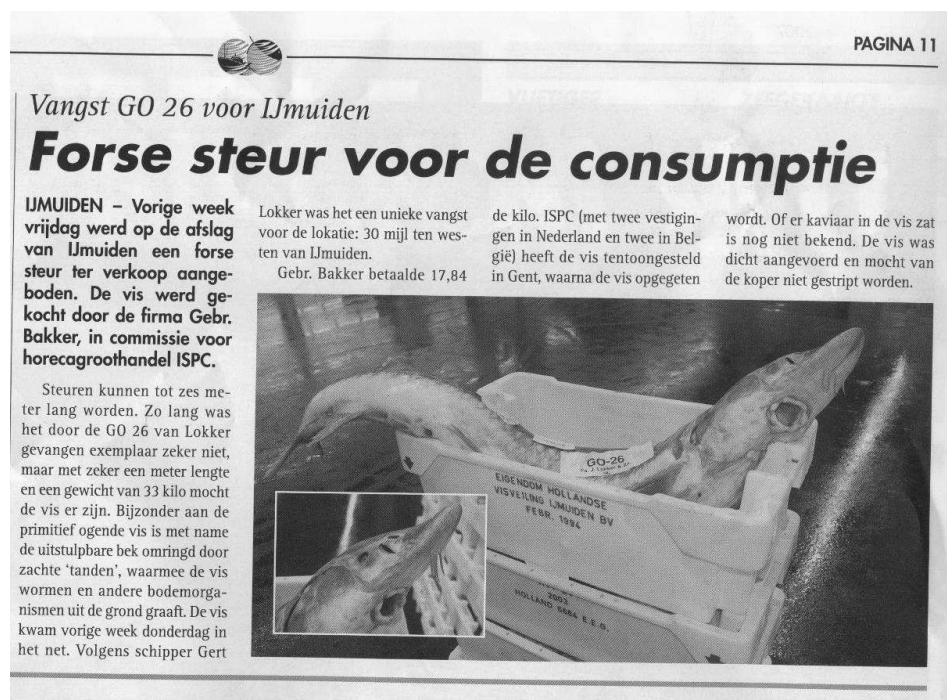 PAGINA 11
Vangst GO 26 voor IJmuiden
Forse steur voor de consumptie
IJMUIDEN – Vorige week
vrijdag werd op de afslag
van IJmuiden een forse
steur ter verkoop aange-
boden. De vis werd ge-
kocht door de firma Gebr.
Bakker, in commissie voor
horecagroothandel ISPC.
Steuren kunnen tot zes me-
ter lang worden. Zo lang was
het door de GO 26 van Lokker
gevangen exemplaar zeker niet,
maar met zeker een meter lengte
en een gewicht van 33 kilo mocht
de vis er zijn. Bijzonder aan de
primitief ogende vis is met name
de uitstulpbare bek omringd door
zachte ‘tanden’, waarmee de vis
wormen en andere bodemorga-
nismen uit de grond graaft. De vis
kwam vorige week donderdag in
het net. Volgens schipper Gert
Lokker was het een unieke vangst
voor de lokatie: 30 mijl ten wes-
ten van IJmuiden.
Gebr. Bakker betaalde 17,84
de kilo. ISPC (met twee vestigin-
gen in Nederland en twee in Bel-
gië) heeft de vis tentoongesteld
in Gent, waarna de vis opgegeten
wordt. Of er kaviaar in de vis zat
is nog niet bekend. De vis was
dicht aangevoerd en mocht van
de koper niet gestript worden.
GO-26
EIGENDOM HOLLANDSE
VISVEILING IJMUIDEN BV
FEBR. 1994
2003
HOLLAND 6684 E.E.G.